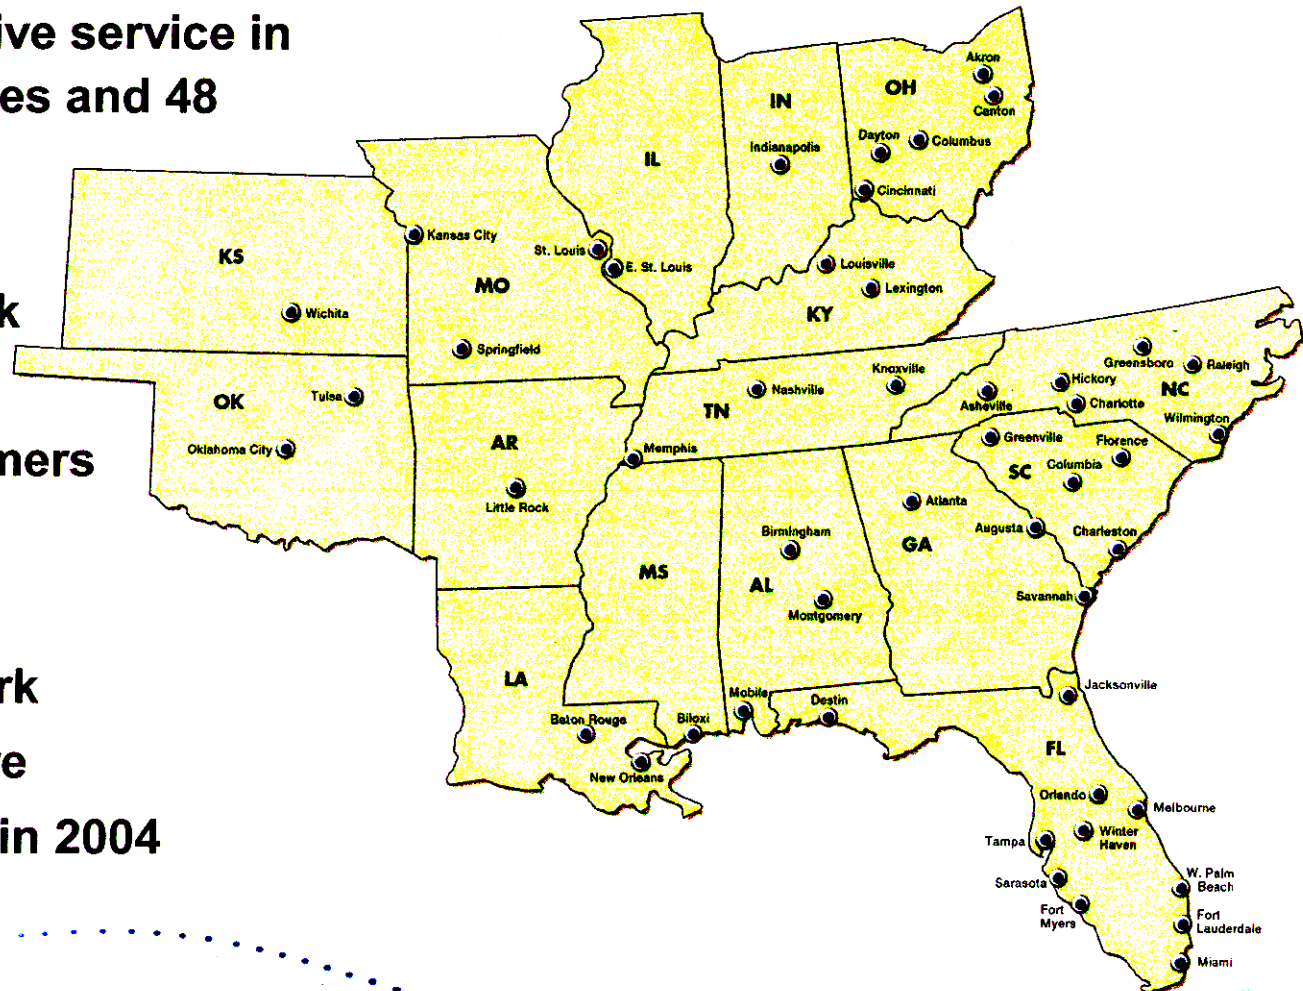 ive service in
es and 48
k
mers
rk
e
in 2004
IL
IN
Indianapolis
OH
Akron
Canton
Dayton
Columbus
Cincinnati
KS
Wichita
Kansas City
MO
St. Louis
E. St. Louis
Springfield
Louisville
Lexington
KY
OK
Tulsa
Oklahoma City
AR
Little Rock
TN
Nashville
Knoxville
Memphis
Greensboro
Raleigh
Hickory
NC
Asheville
Charlotte
Wilmington
Greenville
Florence
SC
Columbia
Charleston
Atlanta
Augusta
GA
Savannah
MS
Birmingham
AL
Montgomery
LA
Baton Rouge
Biloxi
New Orleans
Mobile
Destin
Jacksonville
FL
Orlando
Melbourne
Winter
Haven
Tampa
Sarasota
Fort
Myers
W. Palm
Beach
Fort
Lauderdale
Miami